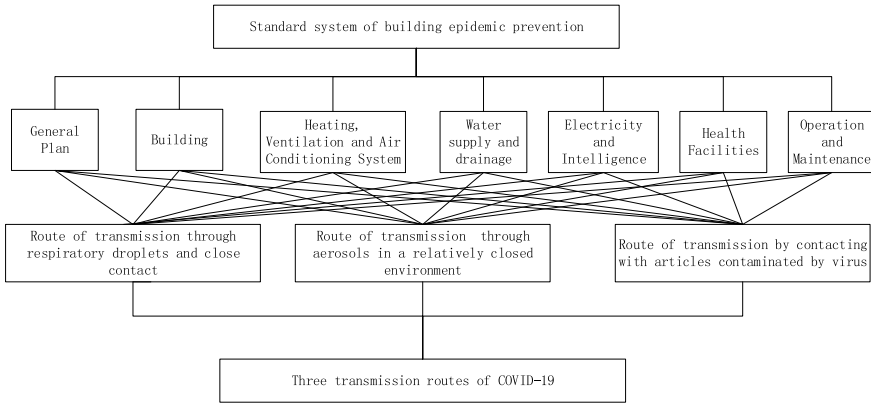 Standard system of building epidemic prevention
General
Plan
Building
Heating,
Ventilation and Air
Conditioning System
Water
supply and
drainage
Electricity
and
Intelligence
Health
Facilities
Operation
and
Maintenance
Route of transmission through
respiratory droplets and close
contact
Route of transmission through
aerosols in a relatively closed
environment
Route of transmission by contacting
with articles contaminated by virus
Three transmission routes of COVID-19